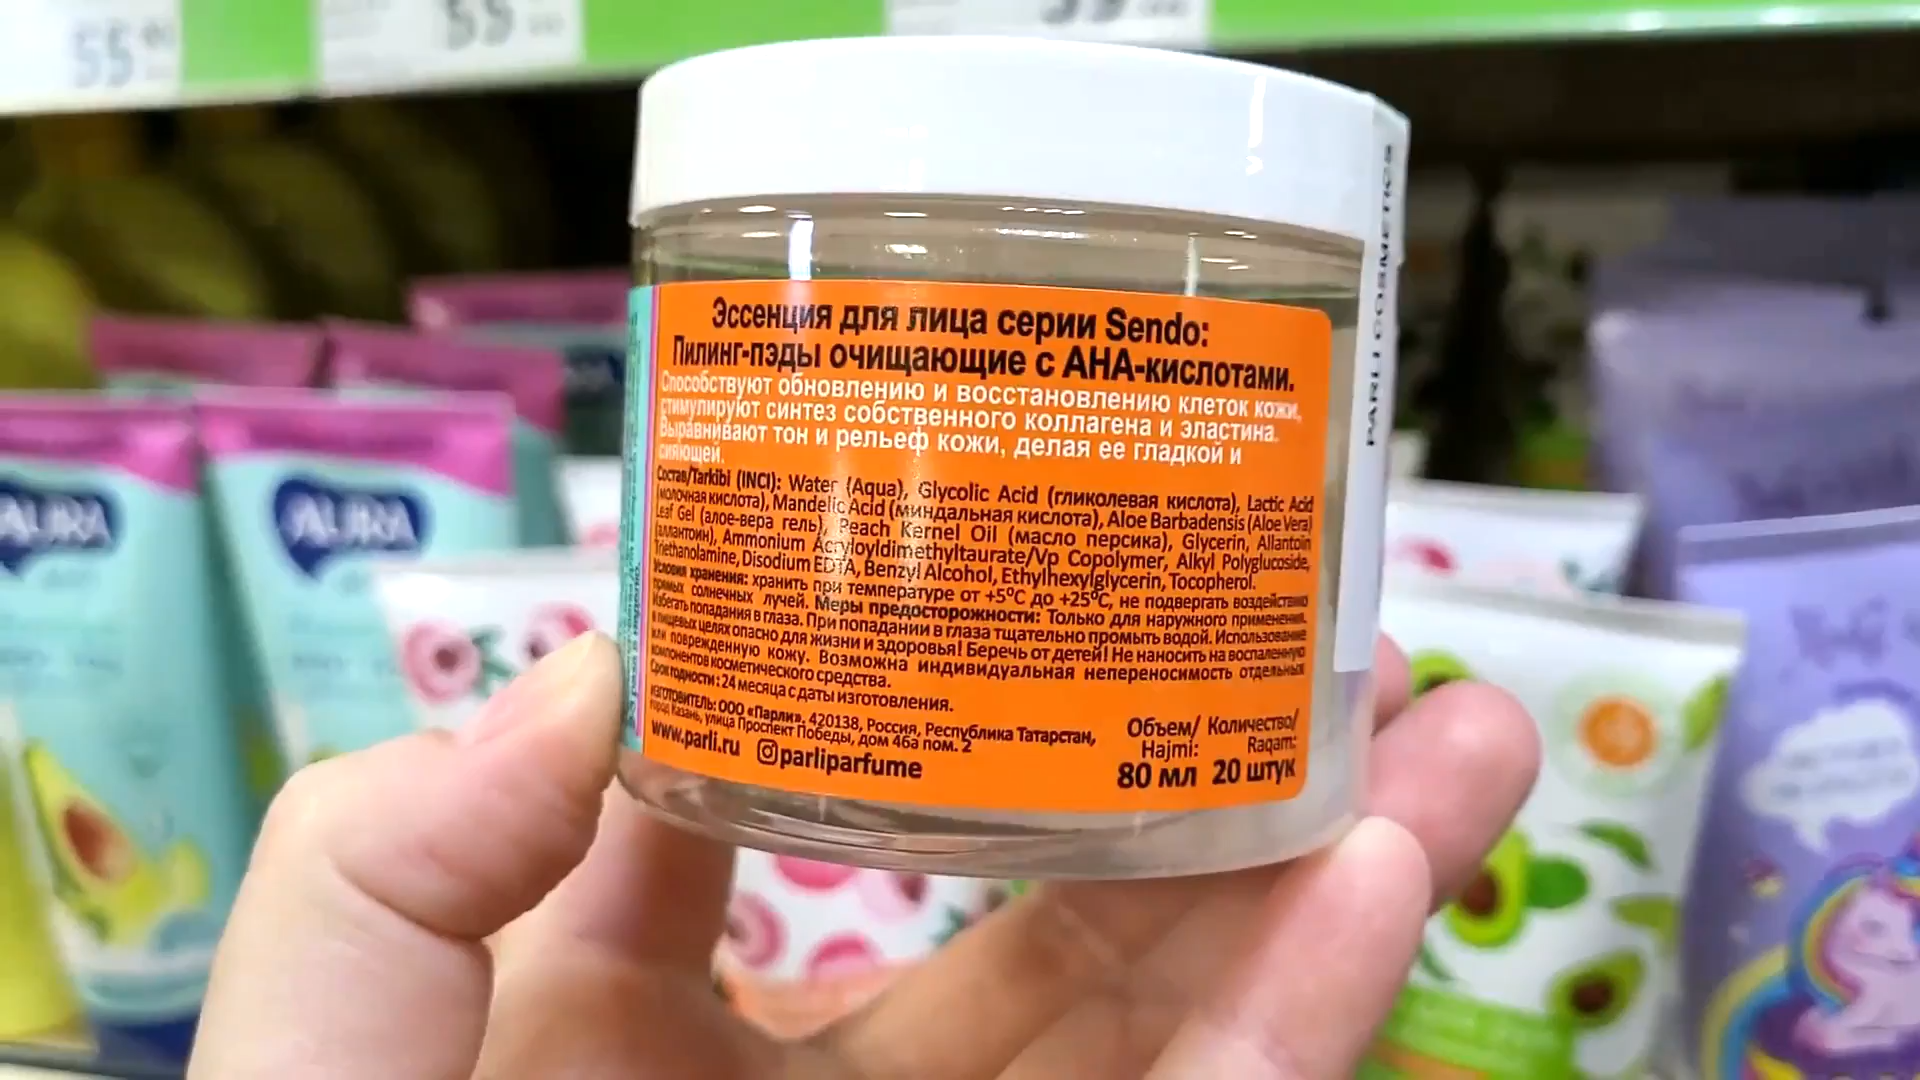 55
55
Эссенция для лица серии Sendo:
Пилинг-пэды очищающие с АНА-кислотами.
Способствуют обновлению и восстановлению клеток кожи,
стимулируют синтез собственного коллагена и эластина.
Выравнивают тон и рельеф кожи, делая ее гладкой и
сияющей.
Состав/Tarkibi (INCI): Water (Aqua), Glycolic Acid (гликолевая кислота), Lactic Acid
(молочная кислота), Mandelic Acid (миндальная кислота), Aloe Barbadensis (Aloe Vera)
Leaf Gel (алое-вера гель), Peach Kernel Oil (масло персика), Glycerin, Allantoin
(аллантоин), Ammonium Acryloyldimethyltaurate/Vp Copolymer, Alkyl Polyglucoside,
Triethanolamine, Disodium EDTA, Benzyl Alcohol, Ethylhexylglycerin, Tocopherol.
Условия хранения: хранить при температуре от +5°C до +25°C, не подвергать воздействию
прямых солнечных лучей. Меры предосторожности: Только для наружного применения.
Избегать попадания в глаза. При попадании в глаза тщательно промыть водой. Использование
в пищевых целях опасно для жизни и здоровья! Беречь от детей! Не наносить на воспаленную
или поврежденную кожу. Возможна индивидуальная непереносимость отдельных
компонентов косметического средства.
Срок годности: 24 месяца с даты изготовления.
изготовитель: ООО «Парли», 420138, Россия, Республика Татарстан,
город Казань, улица Проспект Победы, дом 46а пом. 2
www.parli.ru parliparfume
Объем/ Количество/
Hajmi: Raqam:
80 мл 20 штук
PARLI COSMETICS
AURA
AURA